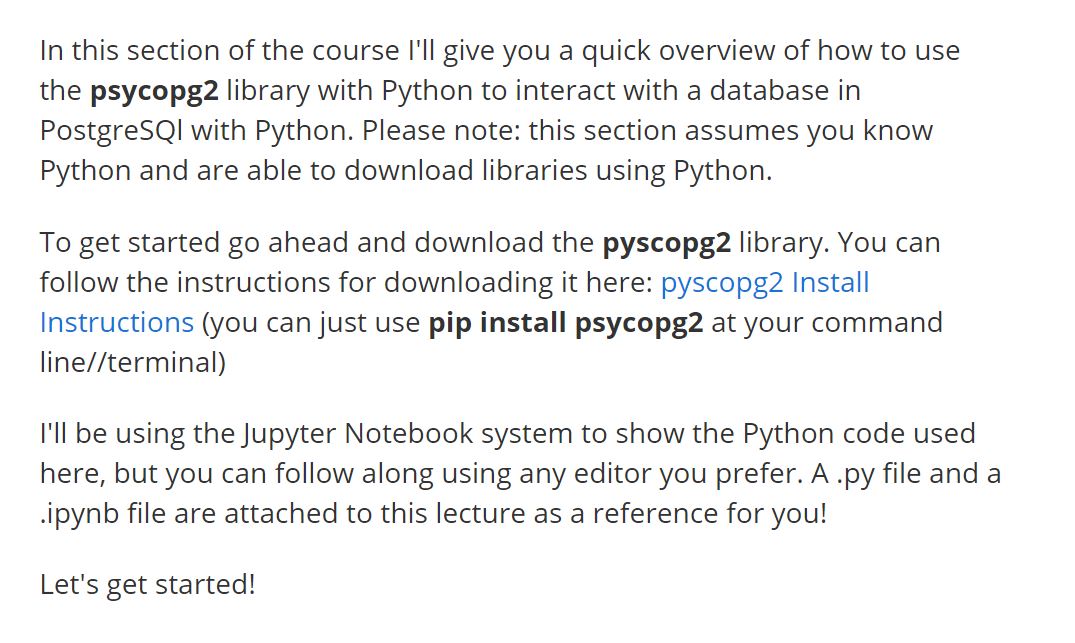 In this section of the course I'll give you a quick overview of how to use
the psycopg2 library with Python to interact with a database in
PostgreSQl with Python. Please note: this section assumes you know
Python and are able to download libraries using Python.
To get started go ahead and download the pyscopg2 library. You can
follow the instructions for downloading it here: pyscopg2 Install
Instructions (you can just use pip install psycopg2 at your command
line//terminal)
I'll be using the Jupyter Notebook system to show the Python code used
here, but you can follow along using any editor you prefer. A .py file and a
.ipynb file are attached to this lecture as a reference for you!
Let's get started!